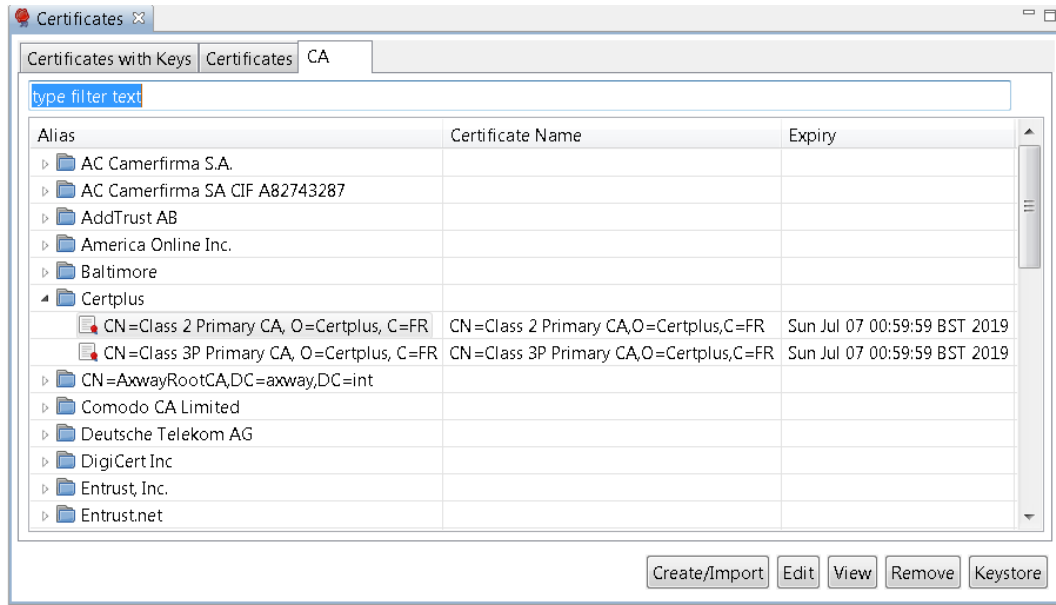 Certificates
Certificates with Keys Certificates CA
type filter text
Alias Certificate Name Expiry
AC Camerfirma S.A.
AC Camerfirma SA CIF A82743287
AddTrust AB
America Online Inc.
Baltimore
Certplus
CN=Class 2 Primary CA, O=Certplus, C=FR CN=Class 2 Primary CA,O=Certplus,C=FR Sun Jul 07 00:59:59 BST 2019
CN=Class 3P Primary CA, O=Certplus, C=FR CN=Class 3P Primary CA,O=Certplus,C=FR Sun Jul 07 00:59:59 BST 2019
CN=AxwayRootCA,DC=axway,DC=int
Comodo CA Limited
Deutsche Telekom AG
DigiCert Inc
Entrust, Inc.
Entrust.net
Create/Import Edit View Remove Keystore